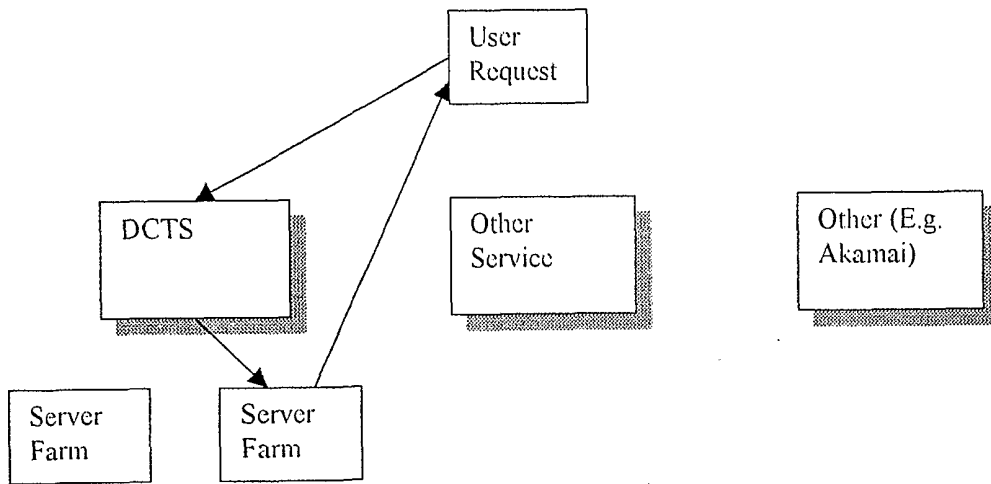 User
Request
DCTS
Other
Service
Other (E.g.
Akamai)
Server
Farm
Server
Farm